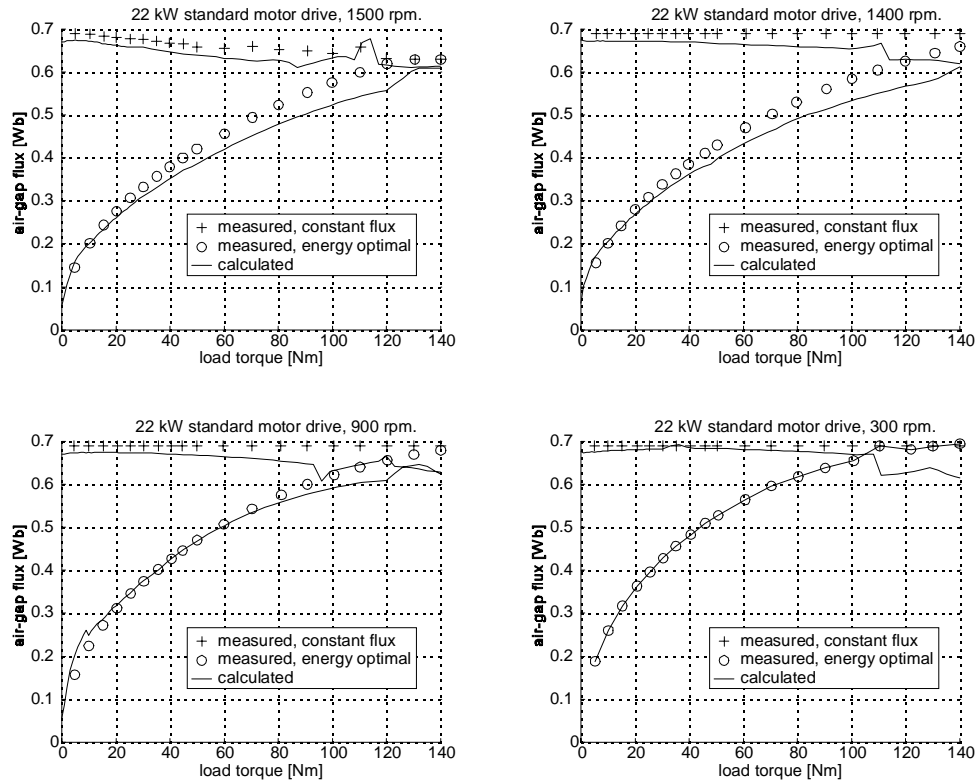 22 kW standard motor drive, 1500 rpm.
0.7
0.6
0.5
0.4
0.3
0.2
0.1
0
air-gap flux [Wb]
+ measured, constant flux
○ measured, energy optimal
— calculated
0 20 40 60 80 100 120 140
load torque [Nm]
22 kW standard motor drive, 1400 rpm.
0.7
0.6
0.5
0.4
0.3
0.2
0.1
0
air-gap flux [Wb]
+ measured, constant flux
○ measured, energy optimal
— calculated
0 20 40 60 80 100 120 140
load torque [Nm]
22 kW standard motor drive, 900 rpm.
0.7
0.6
0.5
0.4
0.3
0.2
0.1
0
air-gap flux [Wb]
+ measured, constant flux
○ measured, energy optimal
— calculated
0 20 40 60 80 100 120 140
load torque [Nm]
22 kW standard motor drive, 300 rpm.
0.7
0.6
0.5
0.4
0.3
0.2
0.1
0
air-gap flux [Wb]
+ measured, constant flux
○ measured, energy optimal
— calculated
0 20 40 60 80 100 120 140
load torque [Nm]